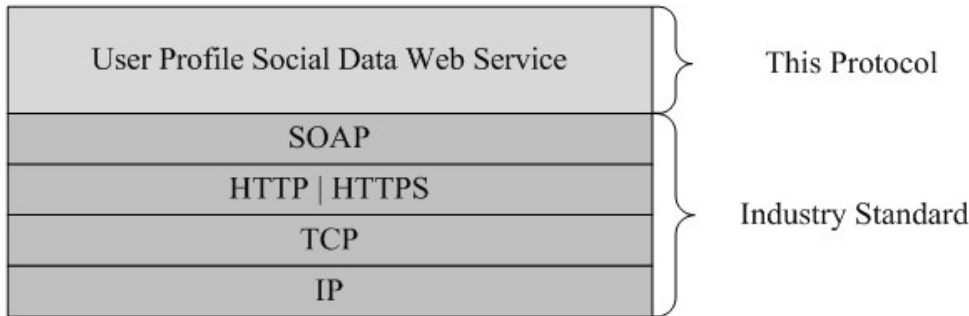 User Profile Social Data Web Service
This Protocol
SOAP
HTTP | HTTPS
TCP
IP
Industry Standard